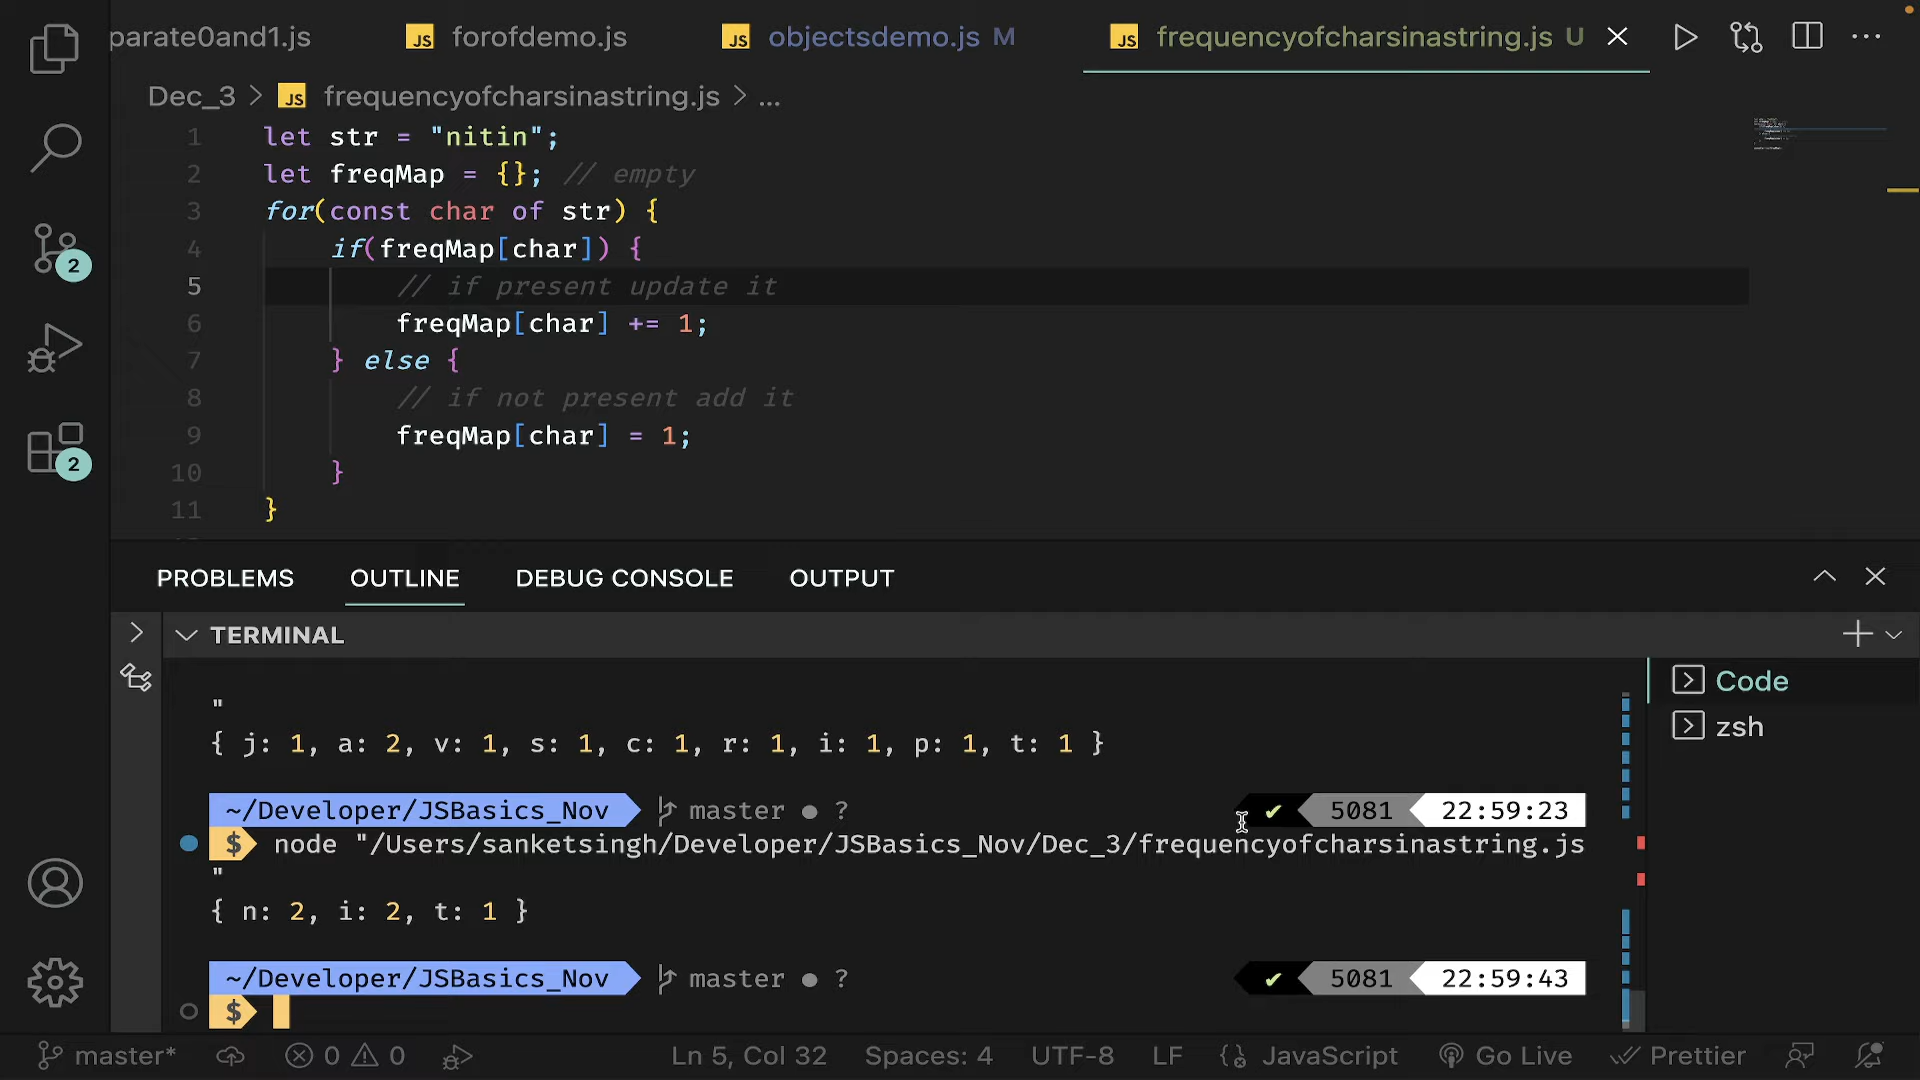 parate0and1.js
JS forofdemo.js
JS objectsdemo.js M
JS frequencyofcharsinastring.js U
Dec_3 > JS frequencyofcharsinastring.js > ...
1 let str = "nitin";
2 let freqMap = {}; // empty
3 for(const char of str) {
4 if(freqMap[char]) {
5 // if present update it
6 freqMap[char] += 1;
7 } else {
8 // if not present add it
9 freqMap[char] = 1;
10 }
11 }
2
2
PROBLEMS OUTLINE DEBUG CONSOLE OUTPUT
TERMINAL
Code
zsh
"
{ j: 1, a: 2, v: 1, s: 1, c: 1, r: 1, i: 1, p: 1, t: 1 }
~/Developer/JSBasics_Nov master ● ? ✔ 5081 22:59:23
$ node "/Users/sanketsingh/Developer/JSBasics_Nov/Dec_3/frequencyofcharsinastring.js
"
{ n: 2, i: 2, t: 1 }
~/Developer/JSBasics_Nov master ● ? ✔ 5081 22:59:43
$
master* 0 0 Ln 5, Col 32 Spaces: 4 UTF-8 LF JavaScript Go Live Prettier